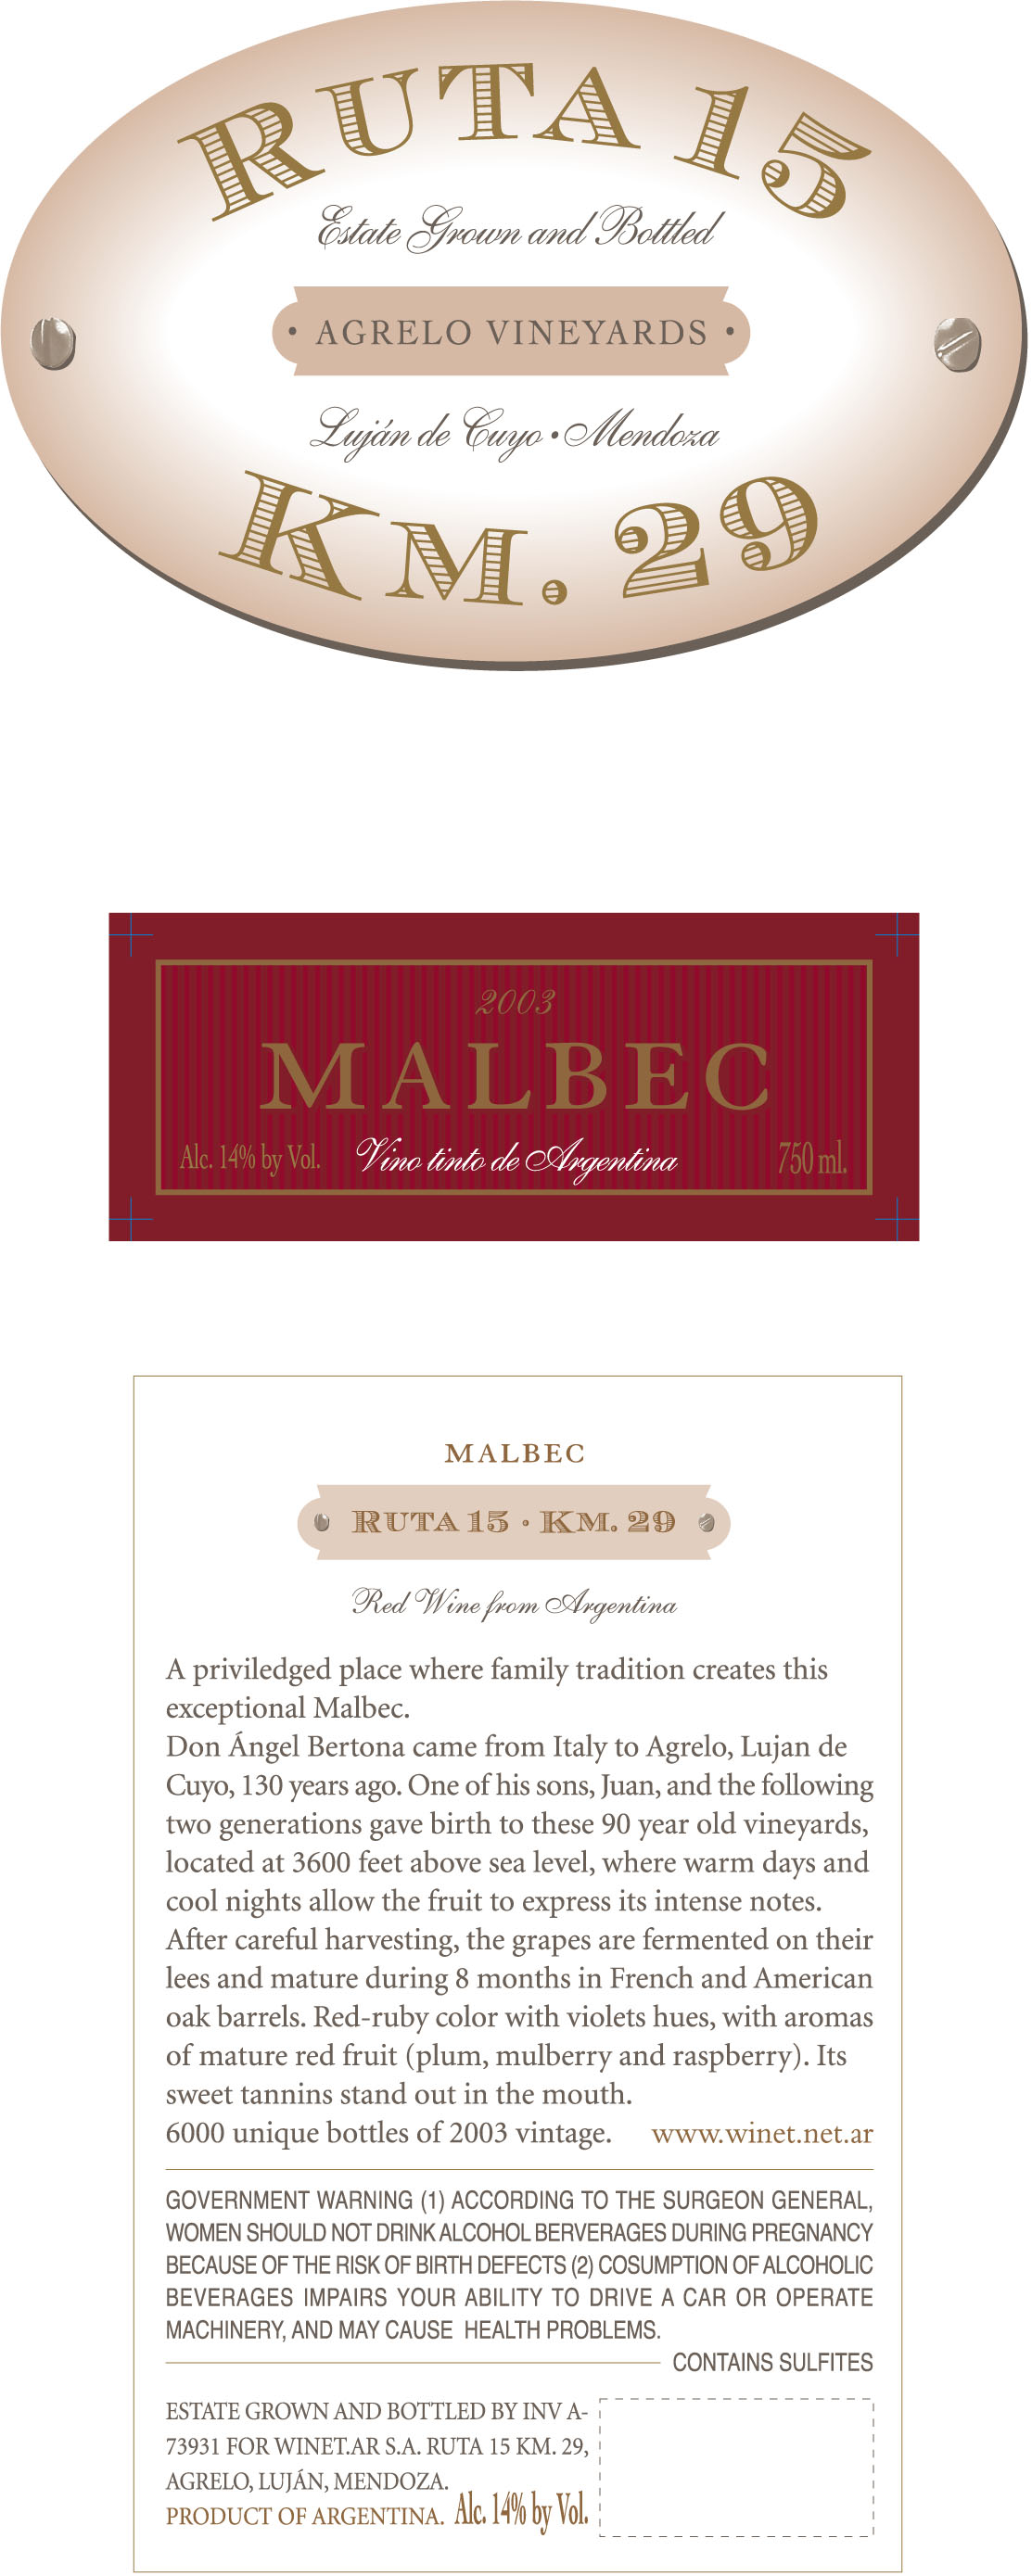 RUTA 15
Estate Grown and Bottled
• AGRELO VINEYARDS •
Luján de Cuyo • Mendoza
KM. 29
2003
MALBEC
Alc. 14% by Vol. Vino tinto de Argentina 750 ml.
MALBEC
RUTA 15 · KM. 29
Red Wine from Argentina
A priviledged place where family tradition creates this
exceptional Malbec.
Don Ángel Bertona came from Italy to Agrelo, Lujan de
Cuyo, 130 years ago. One of his sons, Juan, and the following
two generations gave birth to these 90 year old vineyards,
located at 3600 feet above sea level, where warm days and
cool nights allow the fruit to express its intense notes.
After careful harvesting, the grapes are fermented on their
lees and mature during 8 months in French and American
oak barrels. Red-ruby color with violets hues, with aromas
of mature red fruit (plum, mulberry and raspberry). Its
sweet tannins stand out in the mouth.
6000 unique bottles of 2003 vintage. www.winet.net.ar
GOVERNMENT WARNING (1) ACCORDING TO THE SURGEON GENERAL,
WOMEN SHOULD NOT DRINK ALCOHOL BERVERAGES DURING PREGNANCY
BECAUSE OF THE RISK OF BIRTH DEFECTS (2) COSUMPTION OF ALCOHOLIC
BEVERAGES IMPAIRS YOUR ABILITY TO DRIVE A CAR OR OPERATE
MACHINERY, AND MAY CAUSE HEALTH PROBLEMS.
CONTAINS SULFITES
ESTATE GROWN AND BOTTLED BY INV A-
73931 FOR WINET.AR S.A. RUTA 15 KM. 29,
AGRELO, LUJÁN, MENDOZA.
PRODUCT OF ARGENTINA. Alc. 14% by Vol.